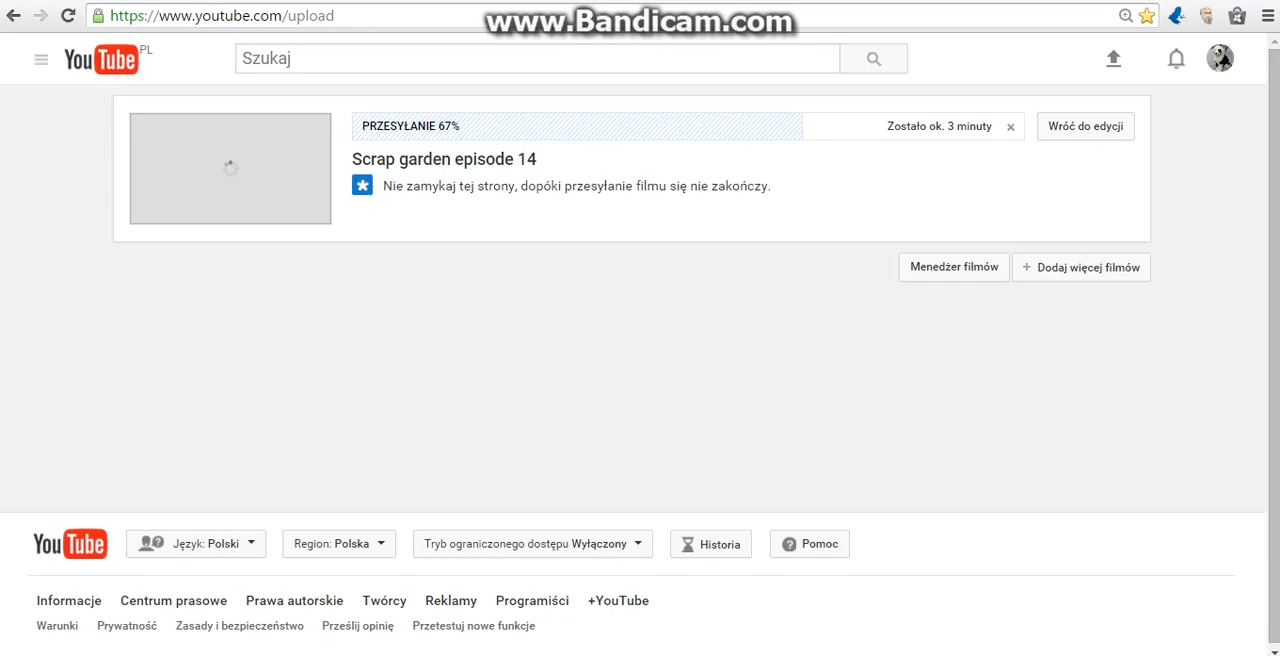 https://www.youtube.com/upload
www.Bandicam.com
YouTube PL
Szukaj
PRZESYŁANIE 67%
Zostało ok. 3 minuty
Wróć do edycji
Scrap garden episode 14
Nie zamykaj tej strony, dopóki przesyłanie filmu się nie zakończy.
Menedżer filmów
+ Dodaj więcej filmów
YouTube
Język: Polski
Region: Polska
Tryb ograniczonego dostępu Wyłączony
Historia
Pomoc
Informacje Centrum prasowe Prawa autorskie Twórcy Reklamy Programiści +YouTube
Warunki Prywatność Zasady i bezpieczeństwo Prześlij opinię Przetestuj nowe funkcje